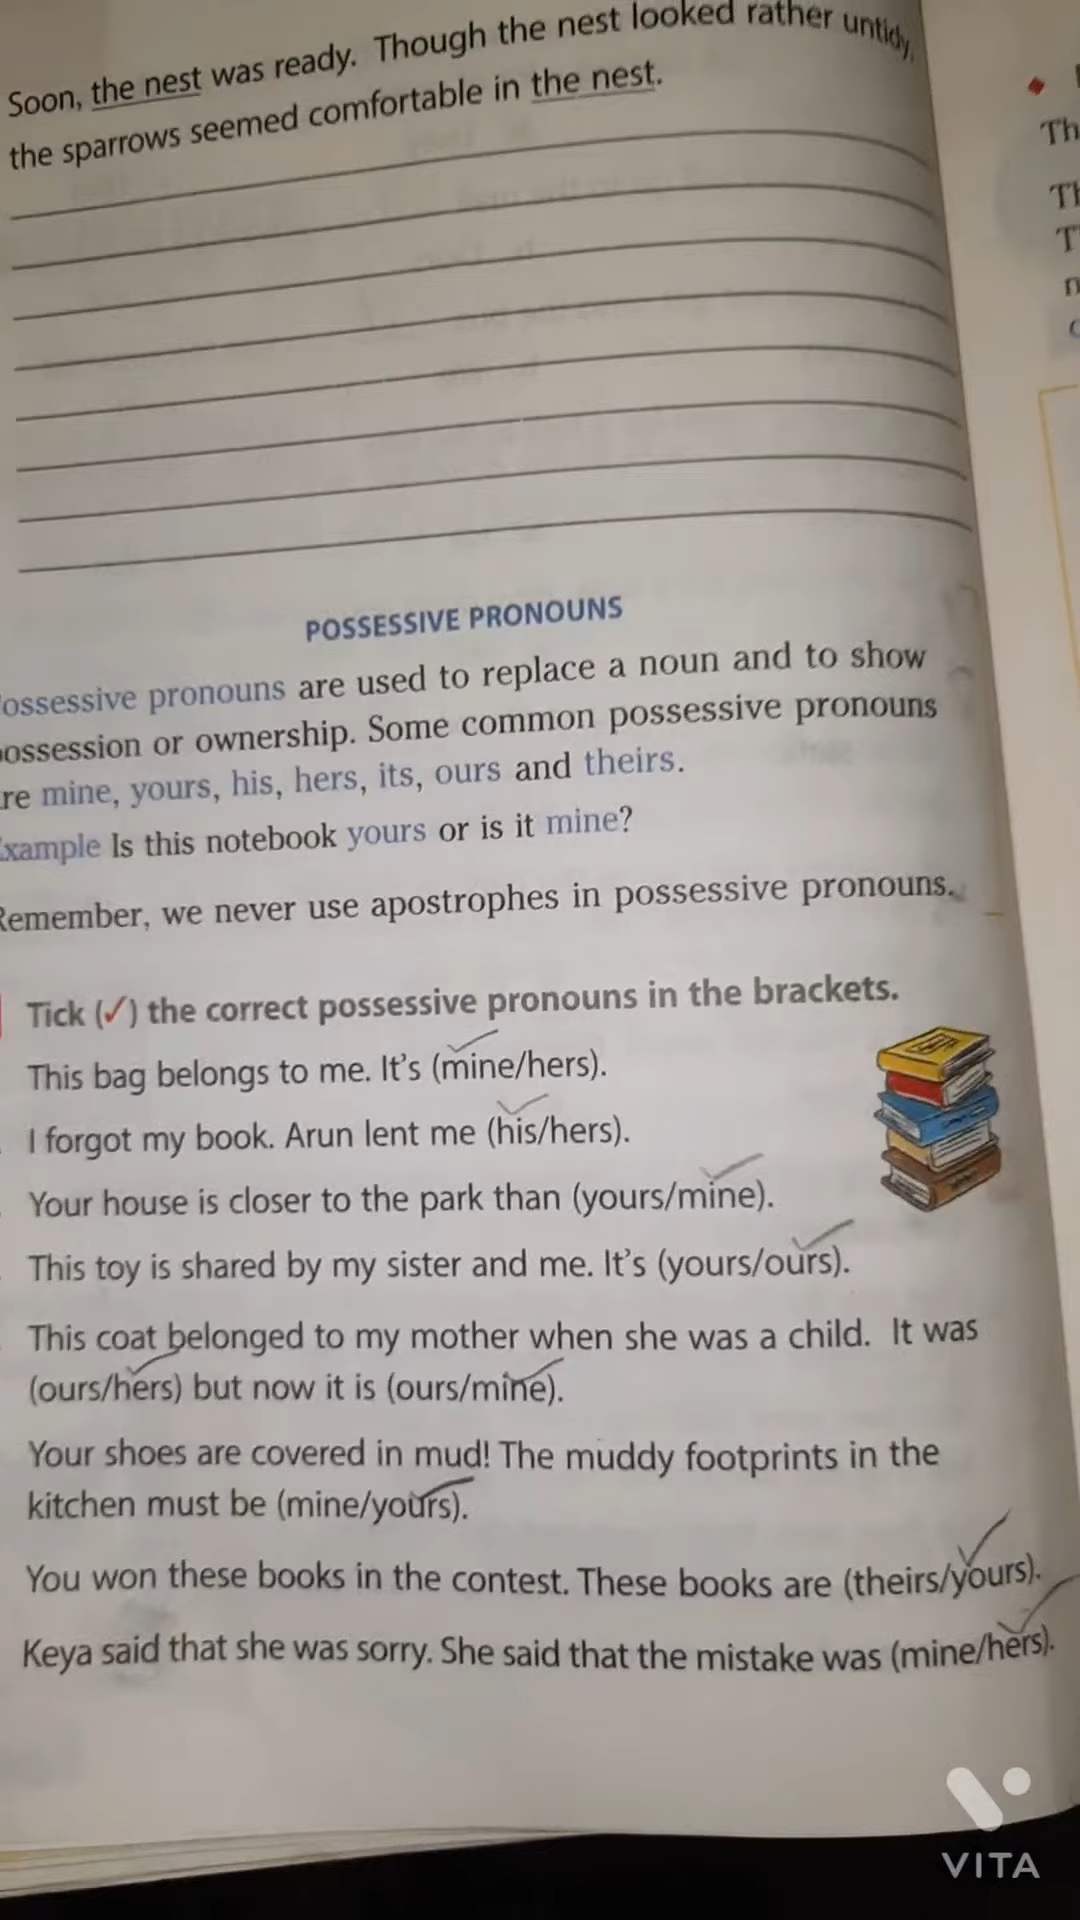 Soon, the nest was ready. Though the nest looked rather untidy,
the sparrows seemed comfortable in the nest.
POSSESSIVE PRONOUNS
ossessive pronouns are used to replace a noun and to show
ossession or ownership. Some common possessive pronouns
re mine, yours, his, hers, its, ours and theirs.
xample Is this notebook yours or is it mine?
Remember, we never use apostrophes in possessive pronouns.
Tick (✓) the correct possessive pronouns in the brackets.
This bag belongs to me. It's (mine/hers).
I forgot my book. Arun lent me (his/hers).
Your house is closer to the park than (yours/mine).
This toy is shared by my sister and me. It's (yours/ours).
This coat belonged to my mother when she was a child. It was
(ours/hers) but now it is (ours/mine).
Your shoes are covered in mud! The muddy footprints in the
kitchen must be (mine/yours).
You won these books in the contest. These books are (theirs/yours).
Keya said that she was sorry. She said that the mistake was (mine/hers).
Th
VITA